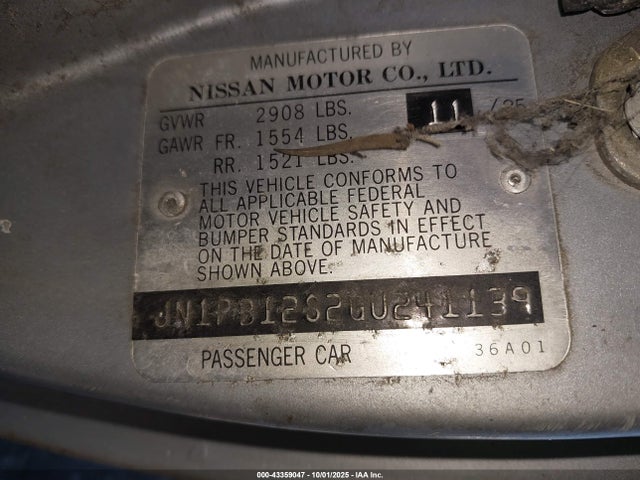 MANUFACTURED BY
NISSAN MOTOR CO., LTD.
GVWR 2908 LBS. 11 /85
GAWR FR. 1554 LBS.
RR. 1521 LBS.
THIS VEHICLE CONFORMS TO
ALL APPLICABLE FEDERAL
MOTOR VEHICLE SAFETY AND
BUMPER STANDARDS IN EFFECT
ON THE DATE OF MANUFACTURE
SHOWN ABOVE.
JN1PB12S2GU241139
PASSENGER CAR 36A01
000-43359047 - 10/01/2025 - IAA Inc.